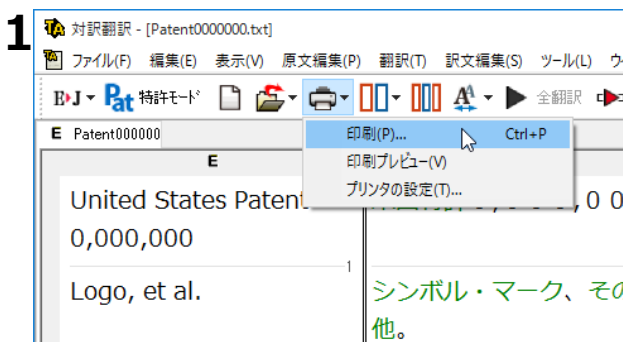 1
対訳翻訳 - [Patent0000000.txt]
ファイル(F) 編集(E) 表示(V) 原文編集(P) 翻訳(T) 訳文編集(S) ツール(L)
E▸J Pat 特許ﾓｰﾄﾞ 全翻訳
E Patent000000
印刷(P)... Ctrl+P
印刷プレビュー(V)
プリンタの設定(T)...
E
United States Patent
0,000,000
1
Logo, et al.
シンボル・マーク、その
他。